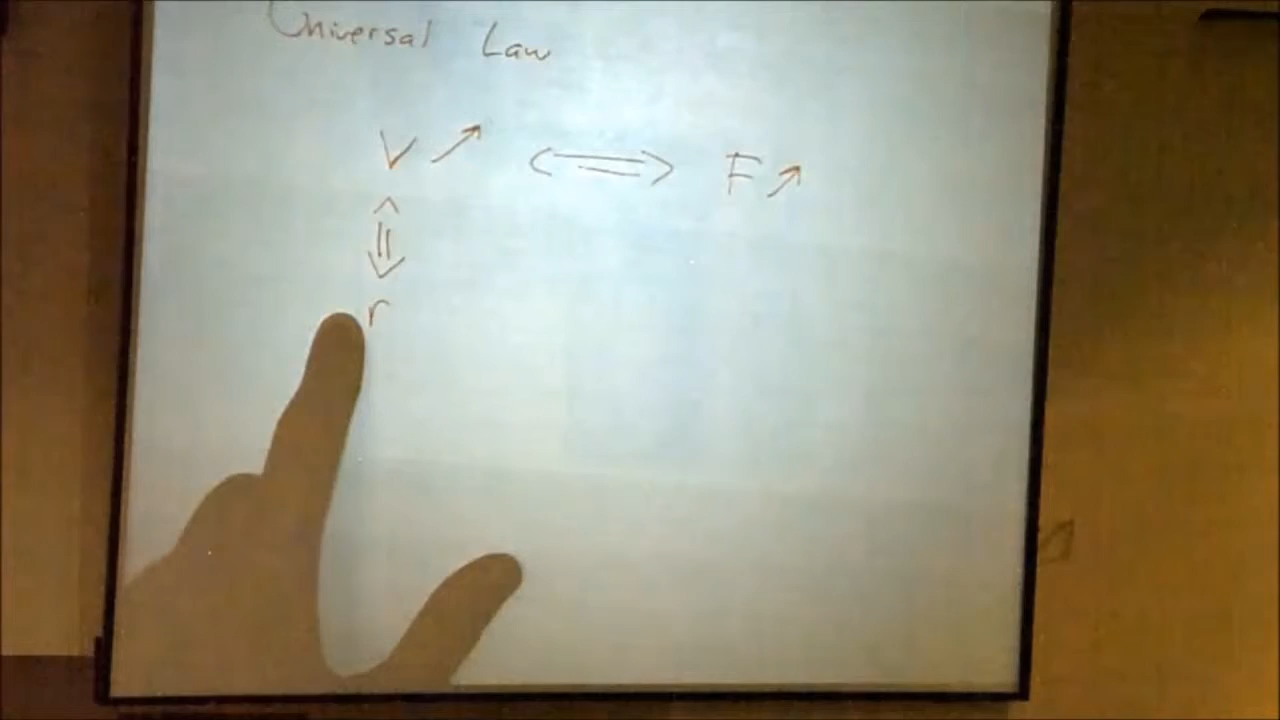 Universal Law
V ↗ ⟺ F ↗
⇕
r